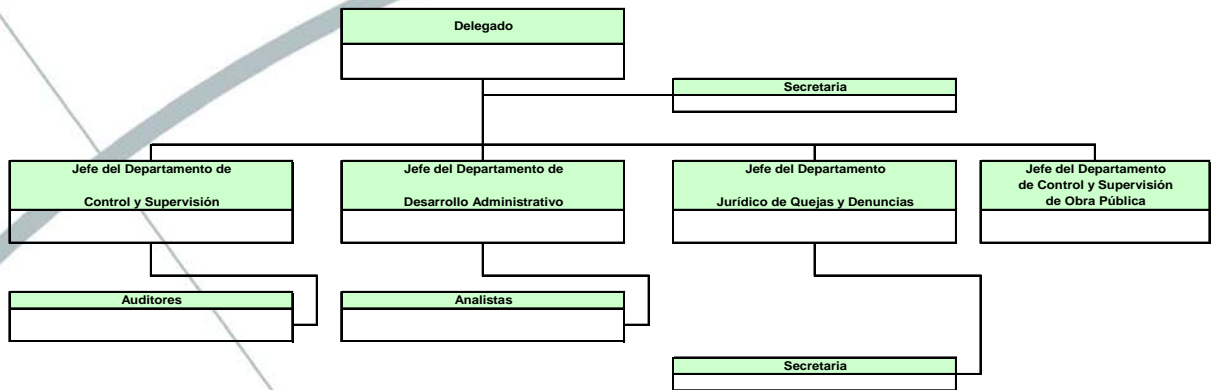 Delegado
Secretaria
Jefe del Departamento de
Control y Supervisión
Jefe del Departamento de
Desarrollo Administrativo
Jefe del Departamento
Jurídico de Quejas y Denuncias
Jefe del Departamento
de Control y Supervisión
de Obra Pública
Auditores
Analistas
Secretaria